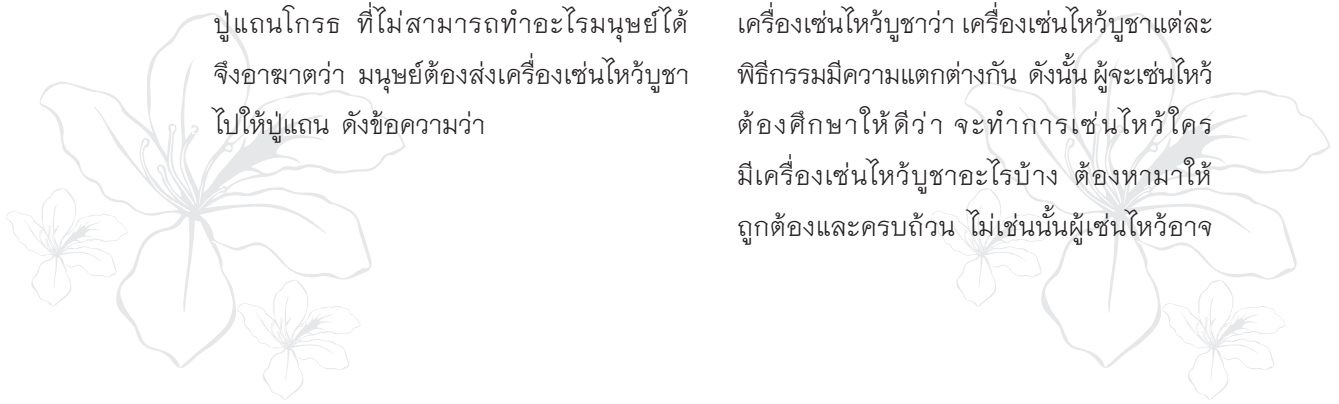 ปู่แถนโกรธ ที่ไม่สามารถทำอะไรมนุษย์ได้
จึงอาฆาตว่า มนุษย์ต้องส่งเครื่องเซ่นไหว้บูชา
ไปให้ปู่แถน ดังข้อความว่า
เครื่องเซ่นไหว้บูชาว่า เครื่องเซ่นไหว้บูชาแต่ละ
พิธีกรรมมีความแตกต่างกัน ดังนั้น ผู้จะเซ่นไหว้
ต้องศึกษาให้ดีว่า จะทำการเซ่นไหว้ใคร
มีเครื่องเซ่นไหว้บูชาอะไรบ้าง ต้องหามาให้
ถูกต้องและครบถ้วน ไม่เช่นนั้นผู้เซ่นไหว้อาจ